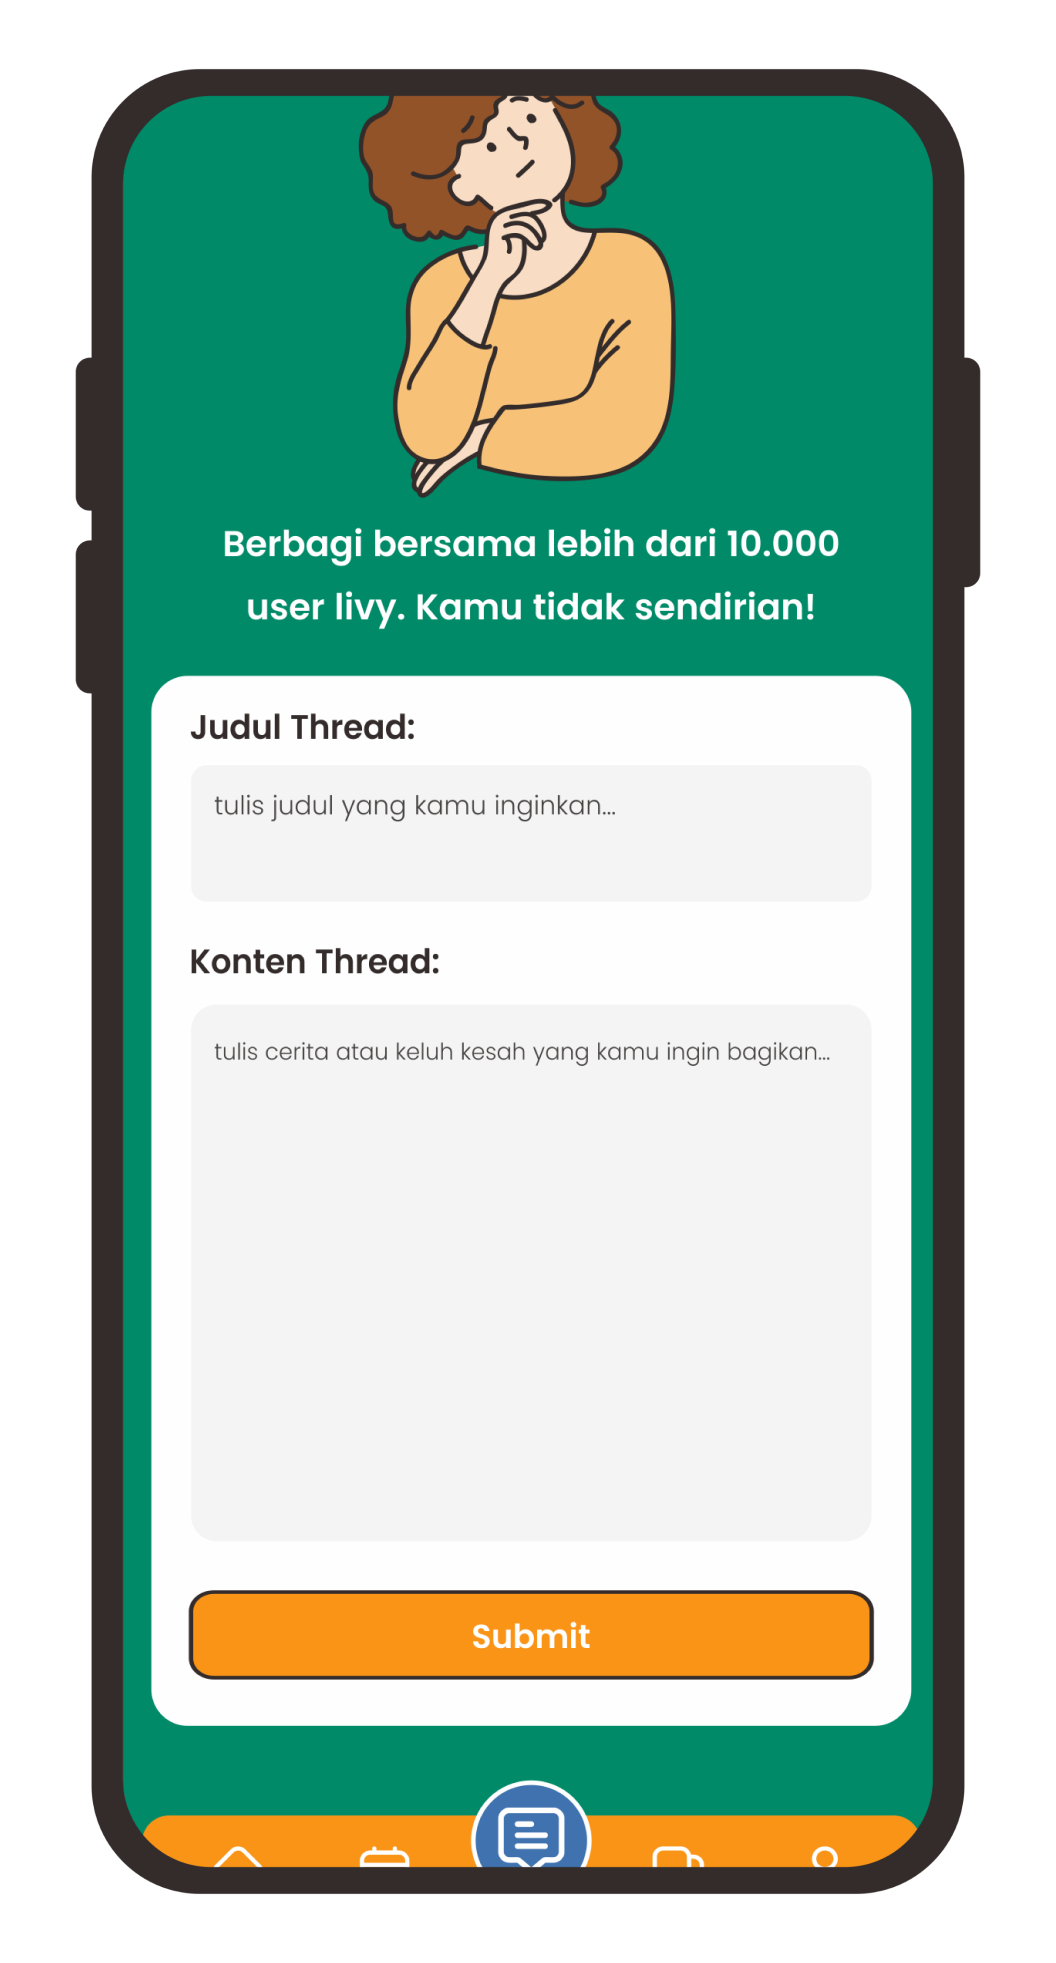 Berbagi bersama lebih dari 10.000
user livy. Kamu tidak sendirian!
Judul Thread:
tulis judul yang kamu inginkan...
Konten Thread:
tulis cerita atau keluh kesah yang kamu ingin bagikan...
Submit